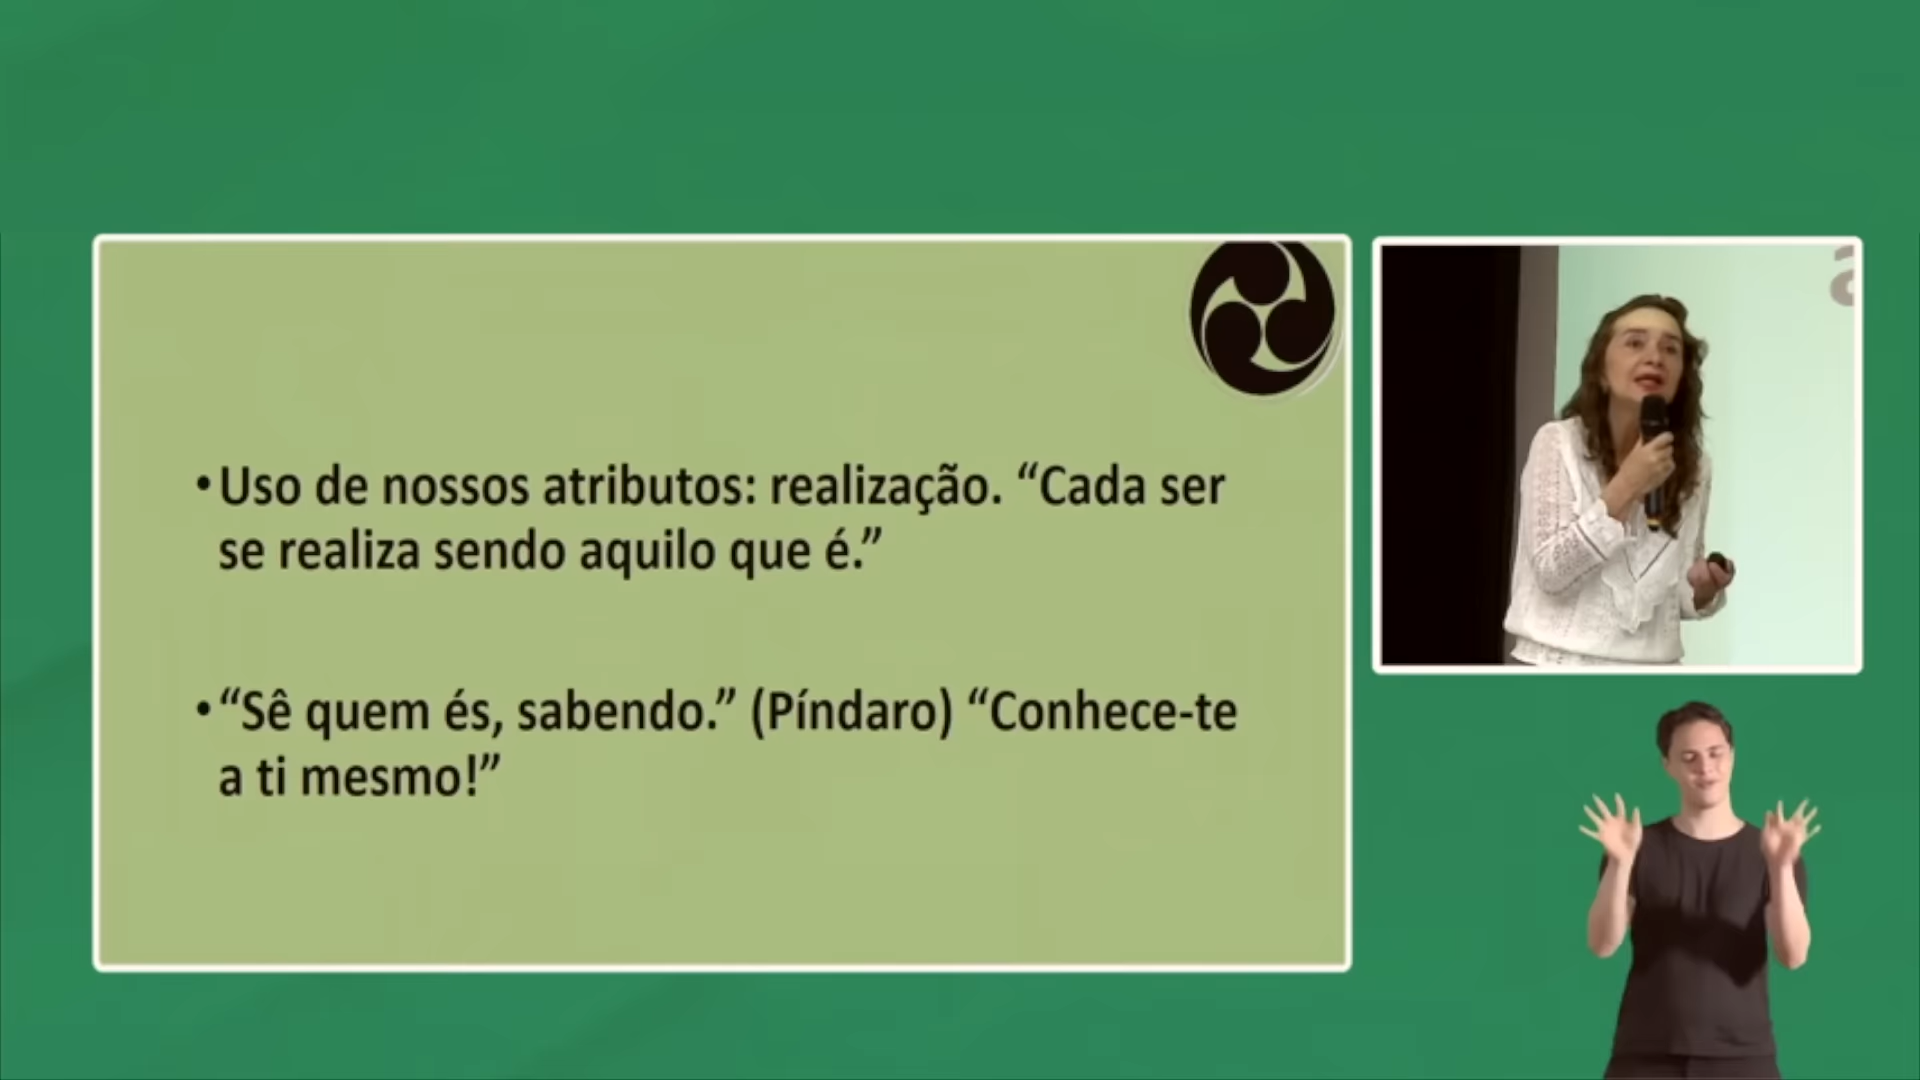 • Uso de nossos atributos: realização. “Cada ser
se realiza sendo aquilo que é.”
• “Sê quem és, sabendo.” (Píndaro) “Conhece-te
a ti mesmo!”
a